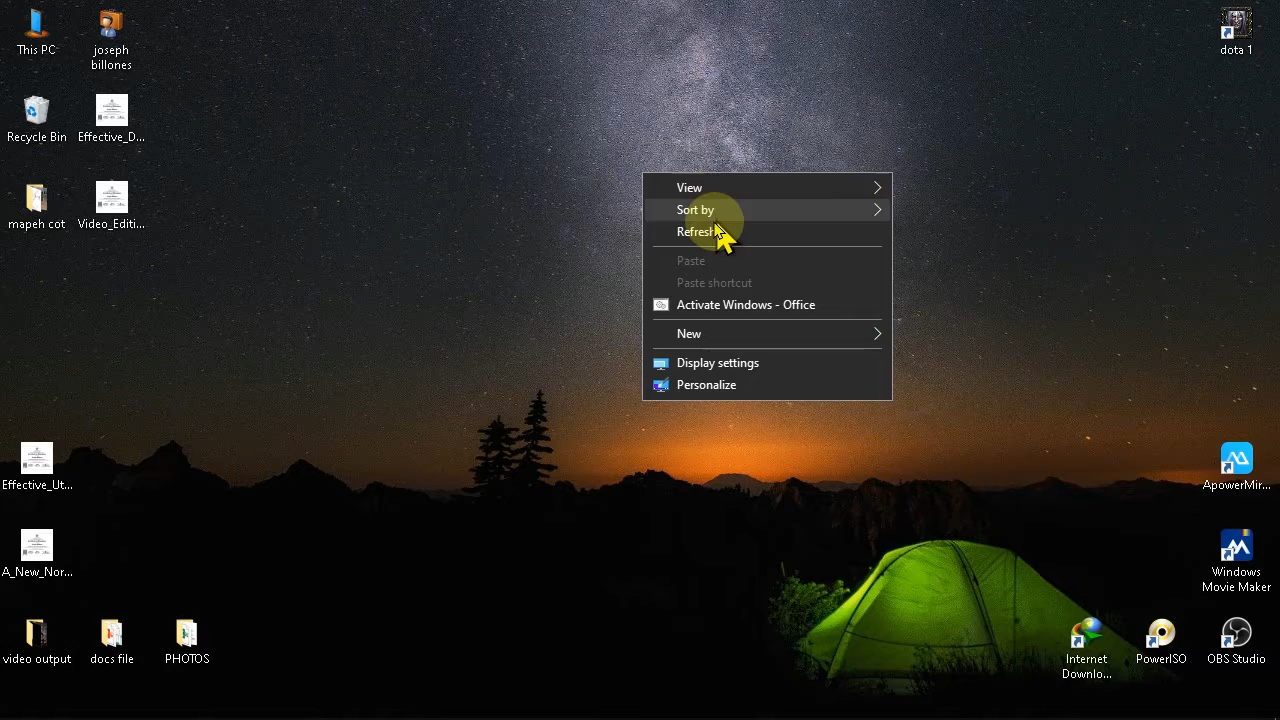 This PC
joseph
billones
dota 1
Recycle Bin
Effective_D...
mapeh cot
Video_Editi...
View
Sort by
Refresh
Paste
Paste shortcut
Activate Windows - Office
New
Display settings
Personalize
Effective_Ut...
ApowerMir...
A_New_Nor...
Windows
Movie Maker
video output
docs file
PHOTOS
Internet
Downlo...
PowerISO
OBS Studio